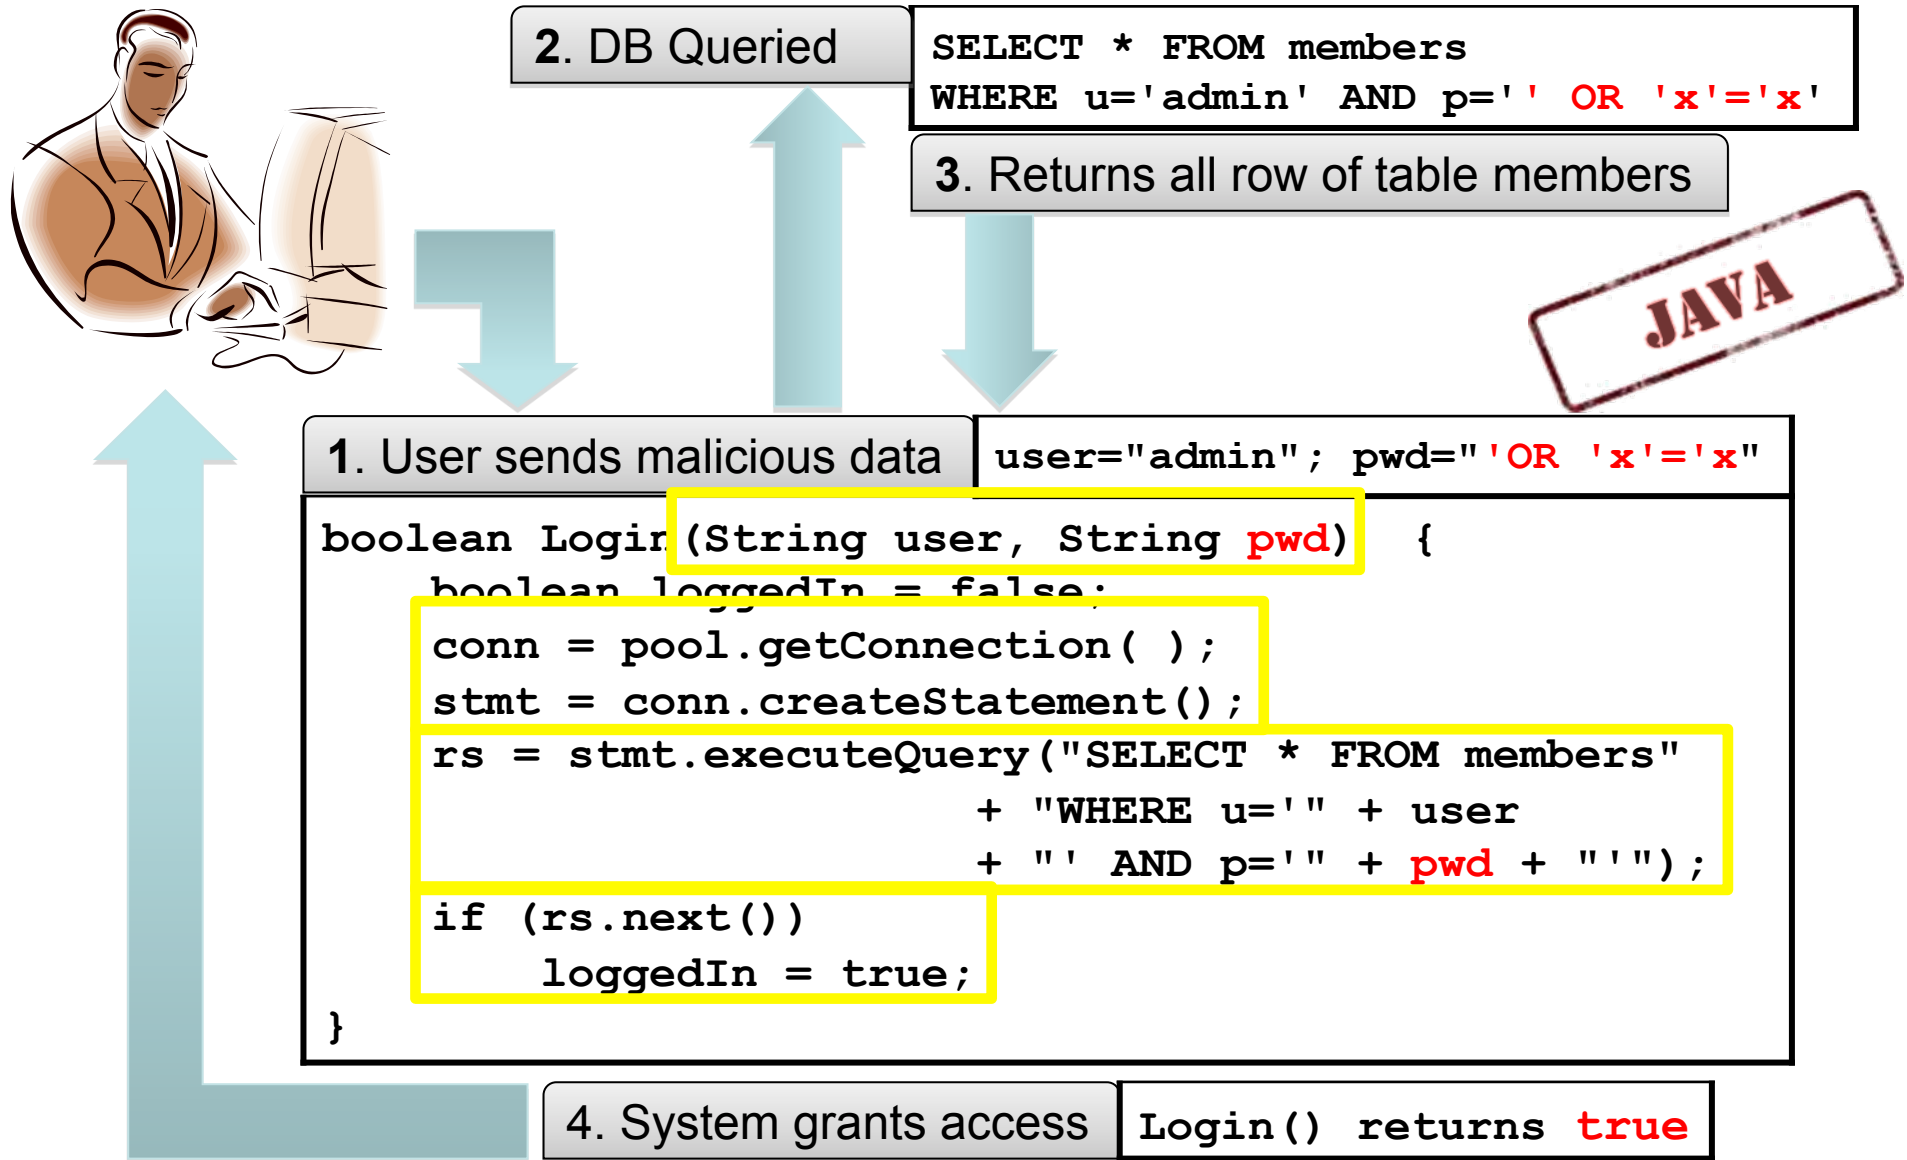 2. DB Queried
SELECT * FROM members
WHERE u='admin' AND p='' OR 'x'='x'
3. Returns all row of table members
JAVA
1. User sends malicious data
user="admin"; pwd="'OR 'x'='x"
boolean Login(String user, String pwd) {
boolean loggedIn = false;
conn = pool.getConnection( );
stmt = conn.createStatement();
rs = stmt.executeQuery("SELECT * FROM members"
+ "WHERE u='" + user
+ "' AND p='" + pwd + "'");
if (rs.next())
loggedIn = true;
}
4. System grants access
Login() returns true